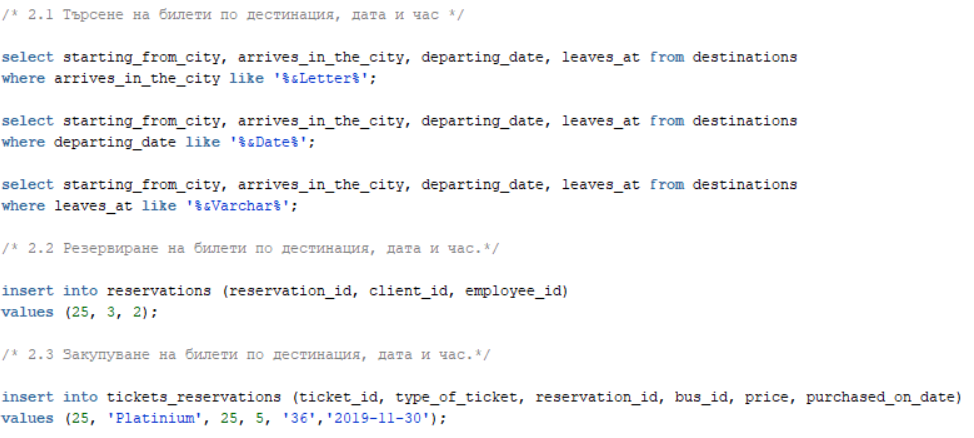 /* 2.1 Търсене на билети по дестинация, дата и час */
select starting_from_city, arrives_in_the_city, departing_date, leaves_at from destinations
where arrives_in_the_city like '%&Letter%';
select starting_from_city, arrives_in_the_city, departing_date, leaves_at from destinations
where departing_date like '%&Date%';
select starting_from_city, arrives_in_the_city, departing_date, leaves_at from destinations
where leaves_at like '%&Varchar%';
/* 2.2 Резервиране на билети по дестинация, дата и час.*/
insert into reservations (reservation_id, client_id, employee_id)
values (25, 3, 2);
/* 2.3 Закупуване на билети по дестинация, дата и час.*/
insert into tickets_reservations (ticket_id, type_of_ticket, reservation_id, bus_id, price, purchased_on_date)
values (25, 'Platinium', 25, 5, '36','2019-11-30');